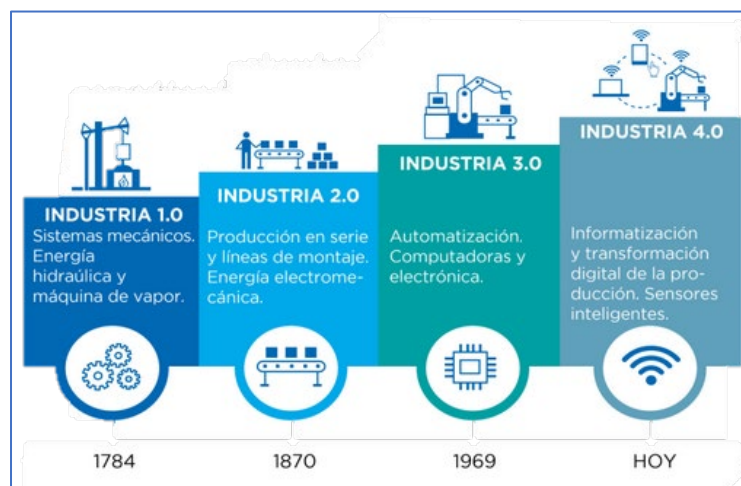 INDUSTRIA 1.0
Sistemas mecánicos.
Energía
hidraúlica y
máquina de vapor.
INDUSTRIA 2.0
Producción en serie
y líneas de montaje.
Energía electrome-
cánica.
INDUSTRIA 3.0
Automatización.
Computadoras y
electrónica.
INDUSTRIA 4.0
Informatización
y transformación
digital de la pro-
ducción. Sensores
inteligentes.
1784
1870
1969
HOY